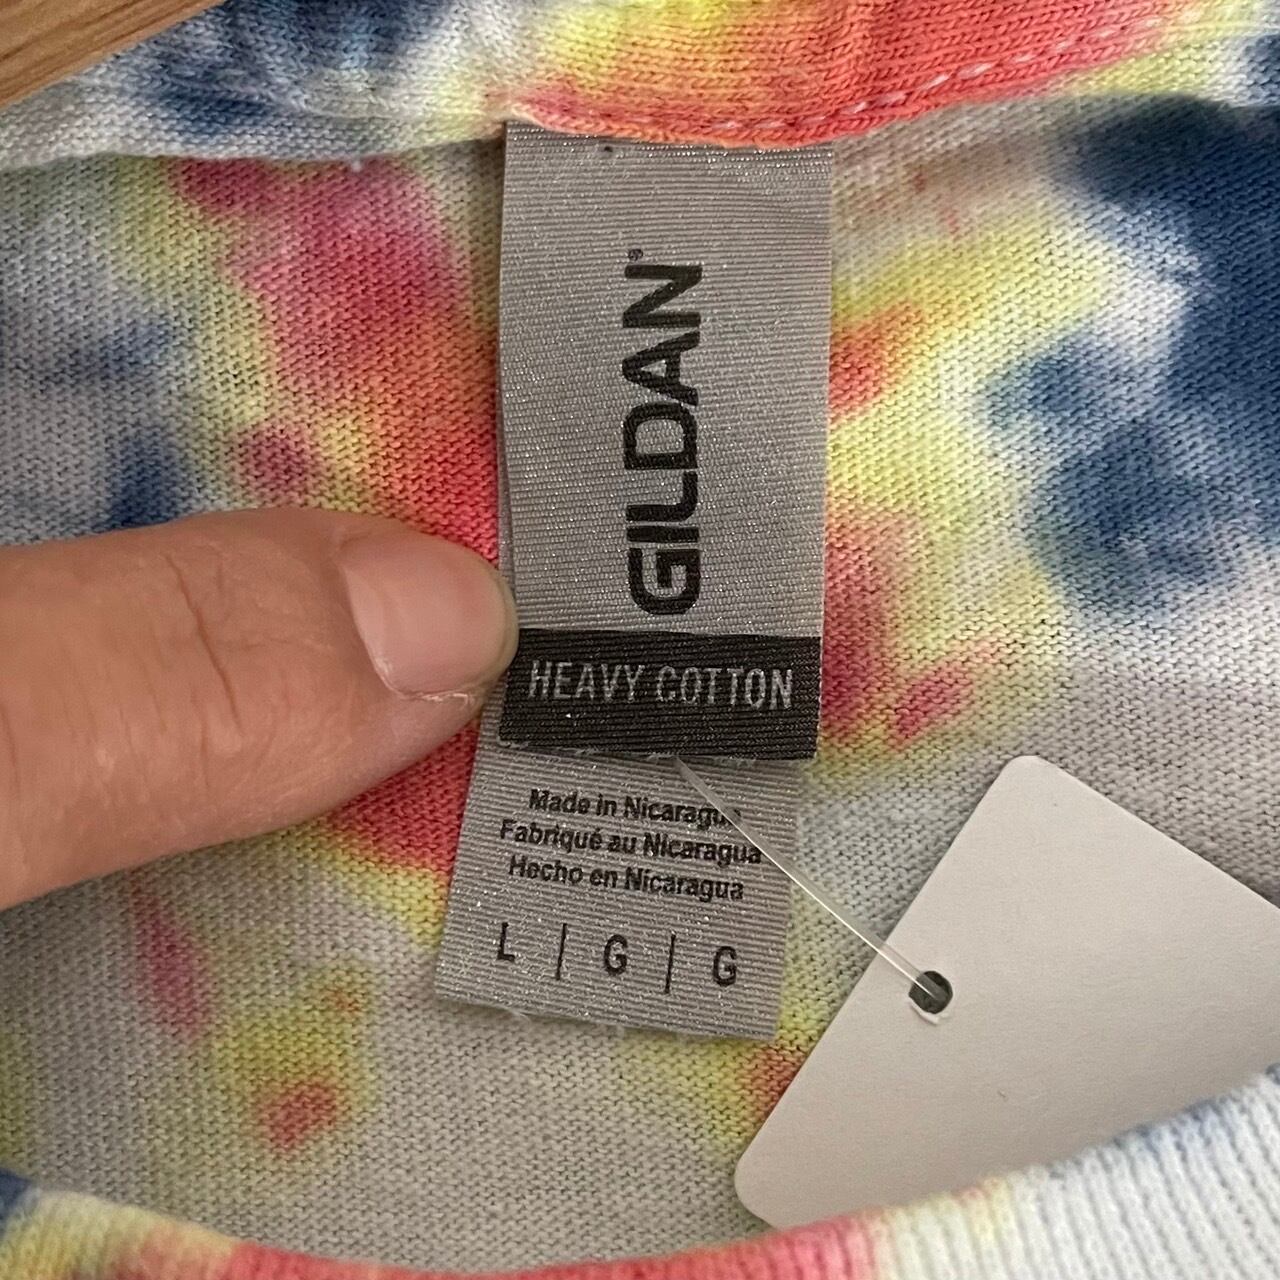 GILDAN®
HEAVY COTTON
Made in Nicaragua
Fabriqué au Nicaragua
Hecho en Nicaragua
L | G | G